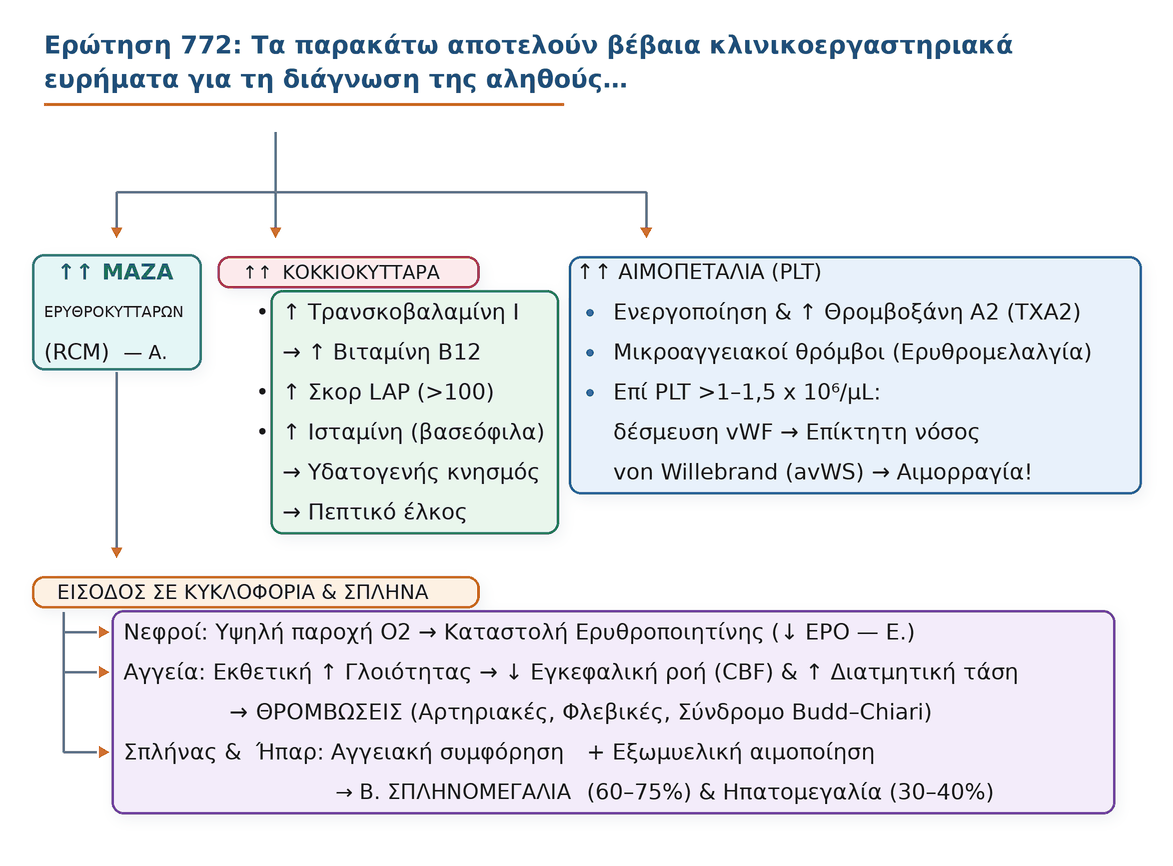 Ερώτηση 772: Τα παρακάτω αποτελούν βέβαια κλινικοεργαστηριακά
ευρήματα για τη διάγνωση της αληθούς...
↑↑ ΜΑΖΑ
ΕΡΥΘΡΟΚΥΤΤΑΡΩΝ
(RCM) — Α.
↑↑ ΚΟΚΚΙΟΚΥΤΤΑΡΑ
• ↑ Τρανσκοβαλαμίνη Ι
→ ↑ Βιταμίνη Β12
• ↑ Σκορ LAP (>100)
• ↑ Ισταμίνη (βασεόφιλα)
→ Υδατογενής κνησμός
→ Πεπτικό έλκος
↑↑ ΑΙΜΟΠΕΤΑΛΙΑ (PLT)
• Ενεργοποίηση & ↑ Θρομβοξάνη Α2 (TXA2)
• Μικροαγγειακοί θρόμβοι (Ερυθρομελαλγία)
• Επί PLT >1–1,5 x 10⁶/μL:
δέσμευση vWF → Επίκτητη νόσος
von Willebrand (avWS) → Αιμορραγία!
ΕΙΣΟΔΟΣ ΣΕ ΚΥΚΛΟΦΟΡΙΑ & ΣΠΛΗΝΑ
Νεφροί: Υψηλή παροχή Ο2 → Καταστολή Ερυθροποιητίνης (↓ EPO — Ε.)
Αγγεία: Εκθετική ↑ Γλοιότητας → ↓ Εγκεφαλική ροή (CBF) & ↑ Διατμητική τάση
→ ΘΡΟΜΒΩΣΕΙΣ (Αρτηριακές, Φλεβικές, Σύνδρομο Budd–Chiari)
Σπλήνας & Ήπαρ: Αγγειακή συμφόρηση + Εξωμυελική αιμοποίηση
→ Β. ΣΠΛΗΝΟΜΕΓΑΛΙΑ (60–75%) & Ηπατομεγαλία (30–40%)